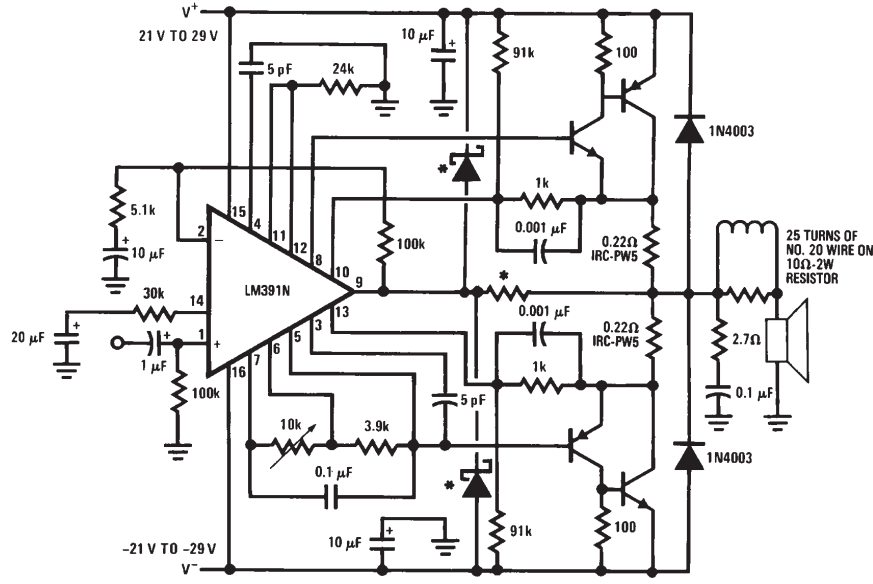 V+
21 V TO 29 V
10 µF
+
91k
100
5 pF
24k
1N4003
*
1k
5.1k
15
4
11
12
8
10
100k
0.001 µF
0.22Ω
IRC-PW5
25 TURNS OF
NO. 20 WIRE ON
10Ω-2W
RESISTOR
2
−
+
10 µF
LM391N
9
*
30k
14
13
0.001 µF
0.22Ω
IRC-PW5
20 µF
+
1
+
+
1 µF
3
5
6
7
16
1k
2.7Ω
100k
5 pF
0.1 µF
10k
3.9k
0.1 µF
*
1N4003
91k
100
−21 V TO −29 V
10 µF
+
V−